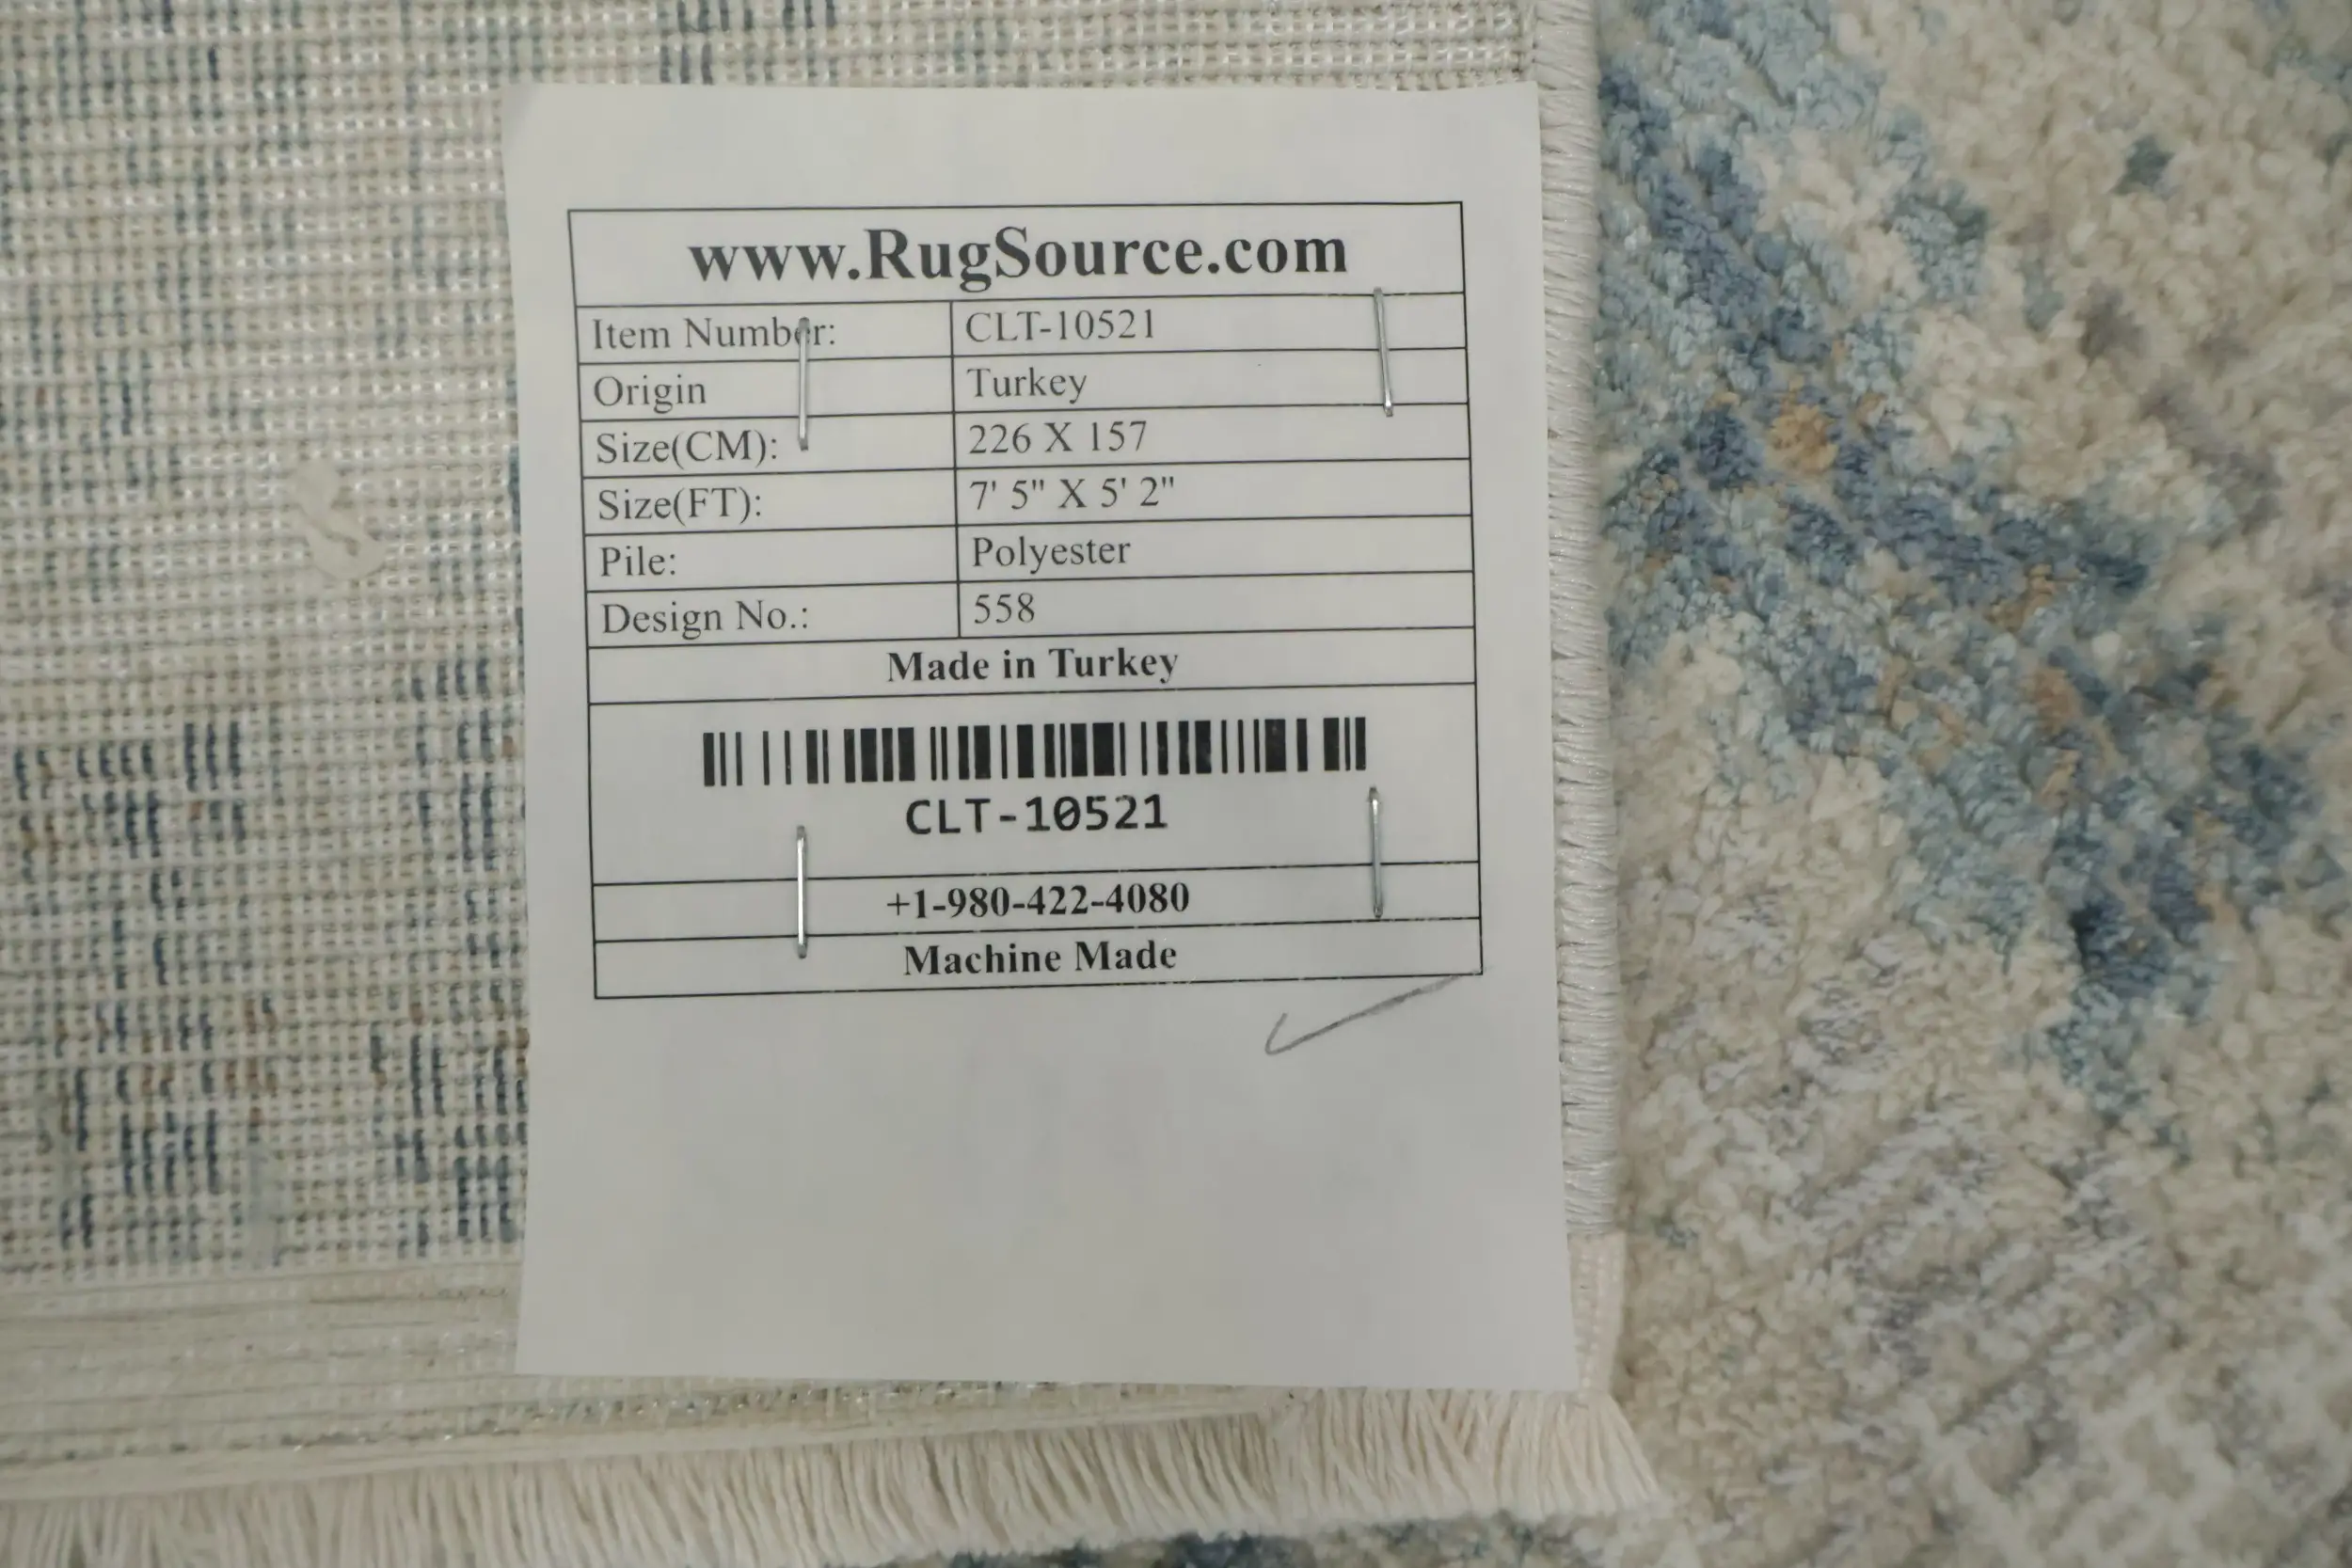 www.RugSource.com
Item Number: CLT-10521
Origin Turkey
Size(CM): 226 X 157
Size(FT): 7' 5" X 5' 2"
Pile: Polyester
Design No.: 558
Made in Turkey
CLT-10521
+1-980-422-4080
Machine Made